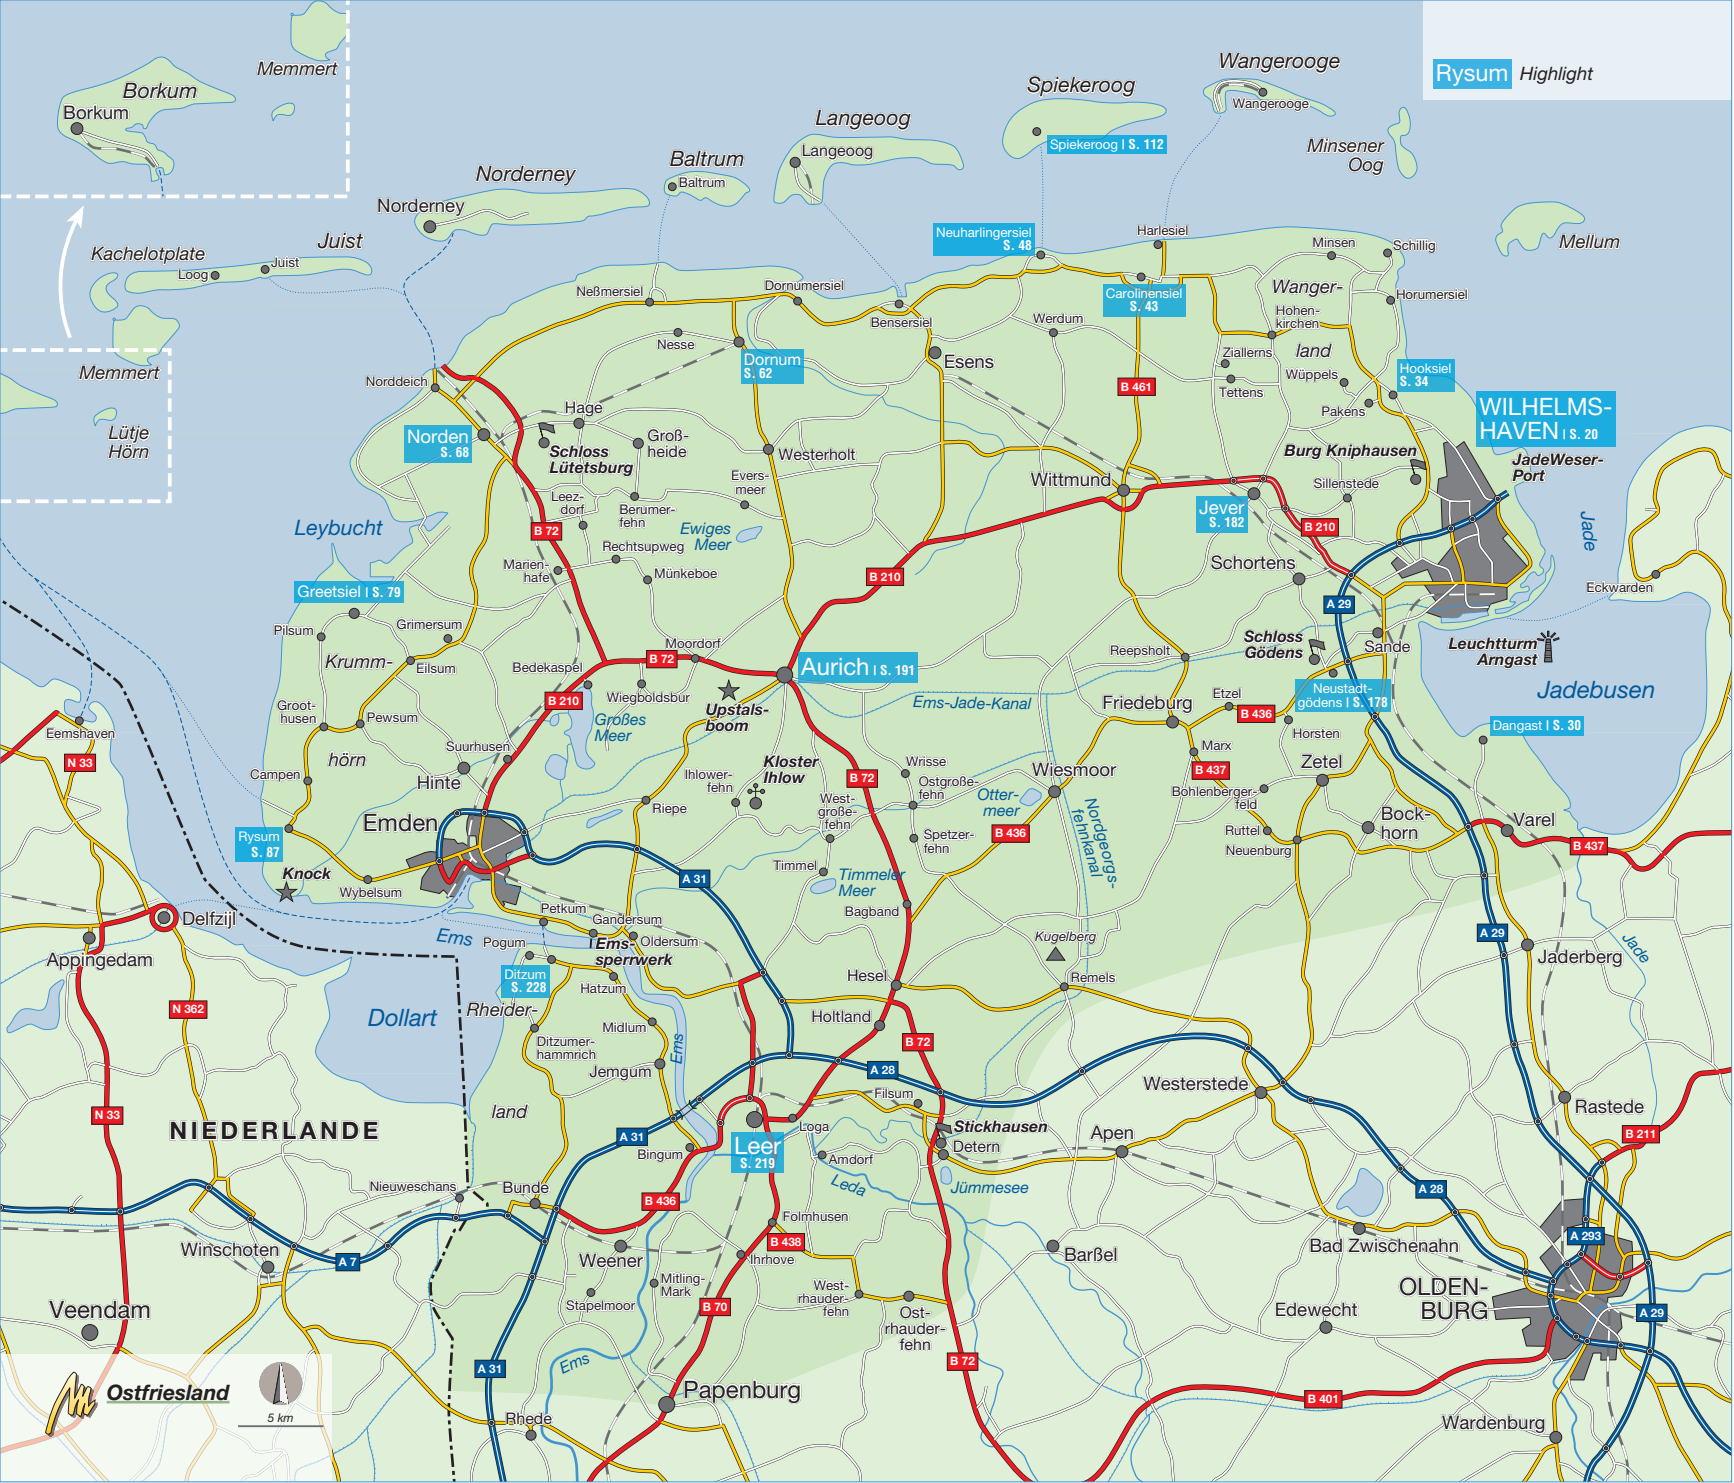 Memmert
Borkum
Borkum
Rysum Highlight
Wangerooge
Wangerooge
Spiekeroog
Spiekeroog | S. 112
Langeoog
Langeoog
Minsener
Oog
Baltrum
Baltrum
Norderney
Norderney
Mellum
Kachelotplate
Juist
Juist
Loog
Memmert
Lütje
Hörn
Neuharlingersiel
S. 48
Harlesiel
Minsen
Schillig
Carolinensiel
S. 43
Wanger-
land
Horumersiel
Hohen-
kirchen
Neßmersiel
Dornumersiel
Bensersiel
Werdum
Nesse
Dornum
S. 62
Esens
Ziallerns
Tettens
Wüppels
Pakens
Hooksiel
S. 34
B 461
Norddeich
Hage
Norden
S. 68
Schloss
Lütetsburg
Groß-
heide
Westerholt
WILHELMS-
HAVEN | S. 20
JadeWeser-
Port
Burg Kniphausen
Sillenstede
Wittmund
Jever
S. 182
B 210
Evers-
meer
Leez-
dorf
Berumer-
fehn
Ewiges
Meer
B 72
Leybucht
Rechtsupweg
Marien-
hafe
Münkeboe
B 210
Schortens
A 29
Jade
Eckwarden
Greetsiel | S. 79
Pilsum
Grimersum
Krumm-
hörn
Eilsum
Bedekaspel
Moordorf
B 72
Wiegboldsbur
Aurich | S. 191
Reepsholt
Schloss
Gödens
Sande
Leuchtturm
Arngast
Jadebusen
Neustadt-
gödens | S. 178
Dangast | S. 30
B 210
Groot-
husen
Pewsum
Großes
Meer
Upstals-
boom
Ems-Jade-Kanal
Friedeburg
Etzel
B 436
Horsten
Marx
B 437
Zetel
Eemshaven
N 33
Suurhusen
Campen
Hinte
Ihlower-
fehn
Kloster
Ihlow
B 72
Wrisse
Ostgroße-
fehn
West-
große-
fehn
Spetzer-
fehn
Wiesmoor
Otter-
meer
B 436
Nordgeorgs-
fehnkanal
Bohlenberger-
feld
Ruttel
Neuenburg
Bock-
horn
Varel
B 437
Emden
Riepe
Rysum
S. 87
Knock
Wybelsum
A 31
Timmel
Timmeler
Meer
Bagband
Delfzijl
Appingedam
Petkum
Gandersum
Ems-
sperrwerk
Oldersum
Pogum
Ems
Ditzum
S. 228
Hatzum
Kugelberg
Remels
A 29
Jaderberg
Jade
N 362
Dollart
Rheider-
land
Ditzumer-
hammrich
Midlum
Ems
Jemgum
Hesel
Holtland
B 72
A 28
Filsum
Westerstede
N 33
NIEDERLANDE
A 31
Bingum
Leer
S. 219
Loga
Stickhausen
Detern
Apen
Rastede
B 211
Amdorf
Leda
Jümmesee
A 28
Nieuweschans
Bunde
B 436
Folmhusen
B 438
Weener
Ihrhove
Winschoten
A 7
Barßel
Bad Zwischenahn
A 293
Mitling-
Mark
Stapelmoor
B 70
West-
rhauder-
fehn
Ost-
rhauder-
fehn
OLDEN-
BURG
A 29
Edewecht
Veendam
B 72
A 31
Ems
Papenburg
B 401
Rhede
Wardenburg
Ostfriesland
5 km